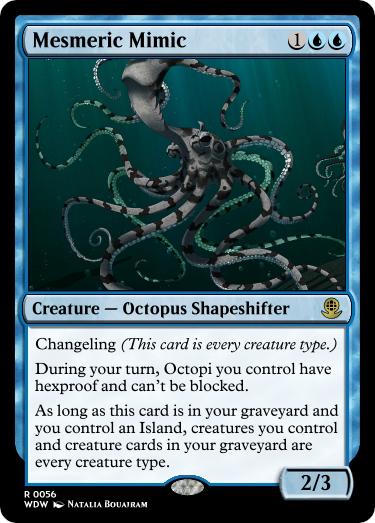 Mesmeric Mimic 1
Creature — Octopus Shapeshifter
Changeling (This card is every creature type.)
During your turn, Octopi you control have
hexproof and can't be blocked.
As long as this card is in your graveyard and
you control an Island, creatures you control
and creature cards in your graveyard are
every creature type.
2/3
R 0056
WDW NATALIA BOUAJRAM